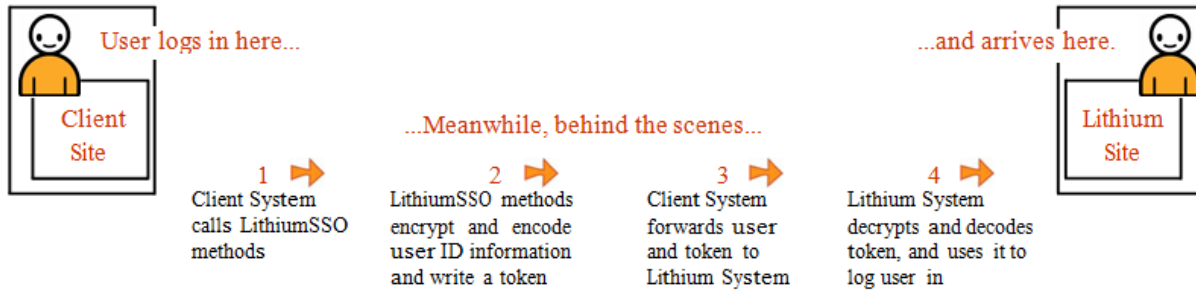 User logs in here...
...and arrives here.
Client
Site
...Meanwhile, behind the scenes...
Lithium
Site
1
Client System
calls LithiumSSO
methods
2
LithiumSSO methods
encrypt and encode
user ID information
and write a token
3
Client System
forwards user
and token to
Lithium System
4
Lithium System
decrypts and decodes
token, and uses it to
log user in